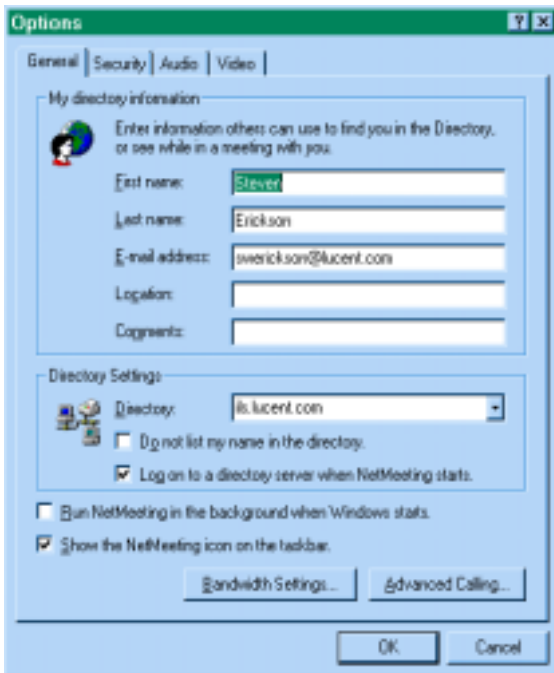 Options
General Security Audio Video
My directory information
Enter information others can use to find you in the Directory,
or see while in a meeting with you.
First name: Steven
Last name: Erickson
E-mail address: swerickson@lucent.com
Location:
Comments:
Directory Settings
Directory: ils.lucent.com
Do not list my name in the directory.
Log on to a directory server when NetMeeting starts.
Run NetMeeting in the background when Windows starts.
Show the NetMeeting icon on the taskbar.
Bandwidth Settings... Advanced Calling...
OK Cancel